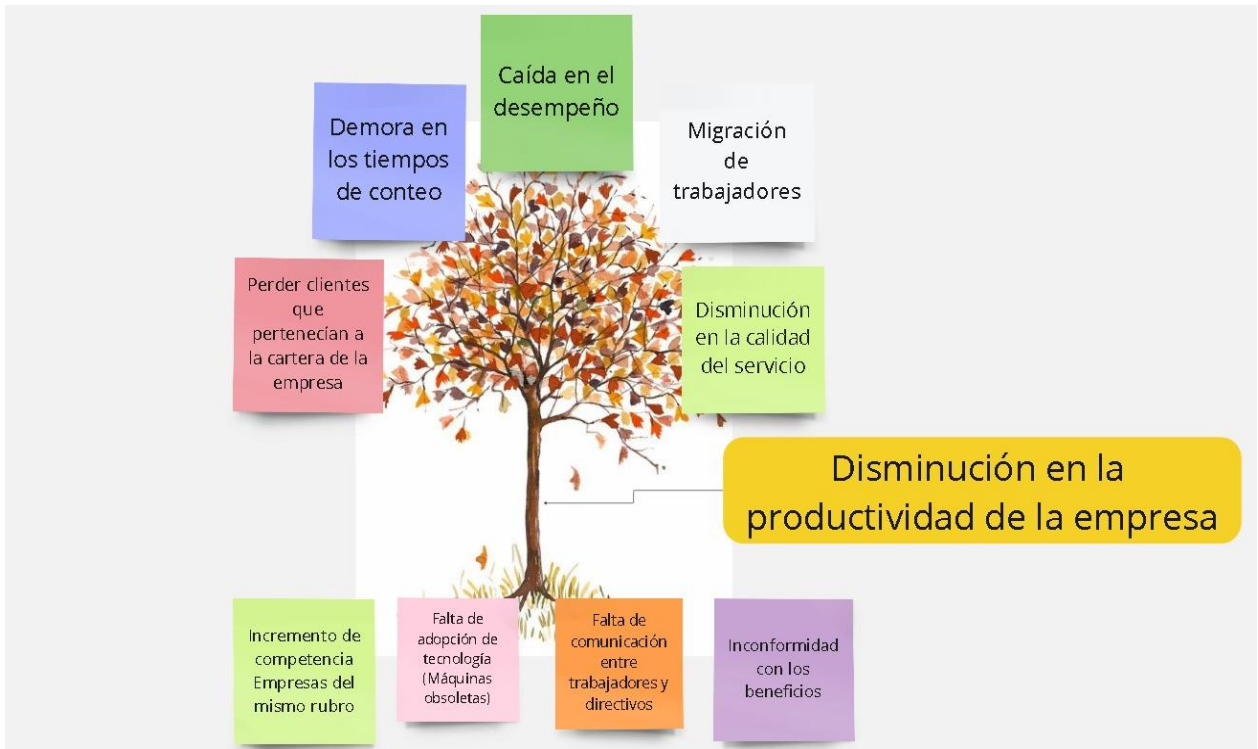 Caída en el
desempeño
Demora en
los tiempos
de conteo
Migración
de
trabajadores
Perder clientes
que
pertenecían a
la cartera de la
empresa
Disminución
en la calidad
del servicio
Disminución en la
productividad de la empresa
Incremento de
competencia
Empresas del
mismo rubro
Falta de
adopción de
tecnología
(Máquinas
obsoletas)
Falta de
comunicación
entre
trabajadores y
directivos
Inconformidad
con los
beneficios